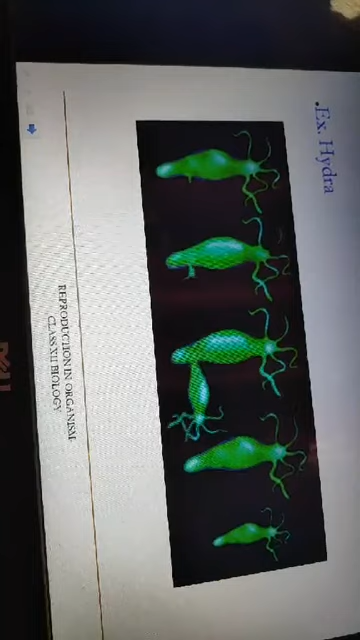 .Ex. Hydra
REPRODUCTION IN ORGANISM-
CLASS XII BIOLOGY